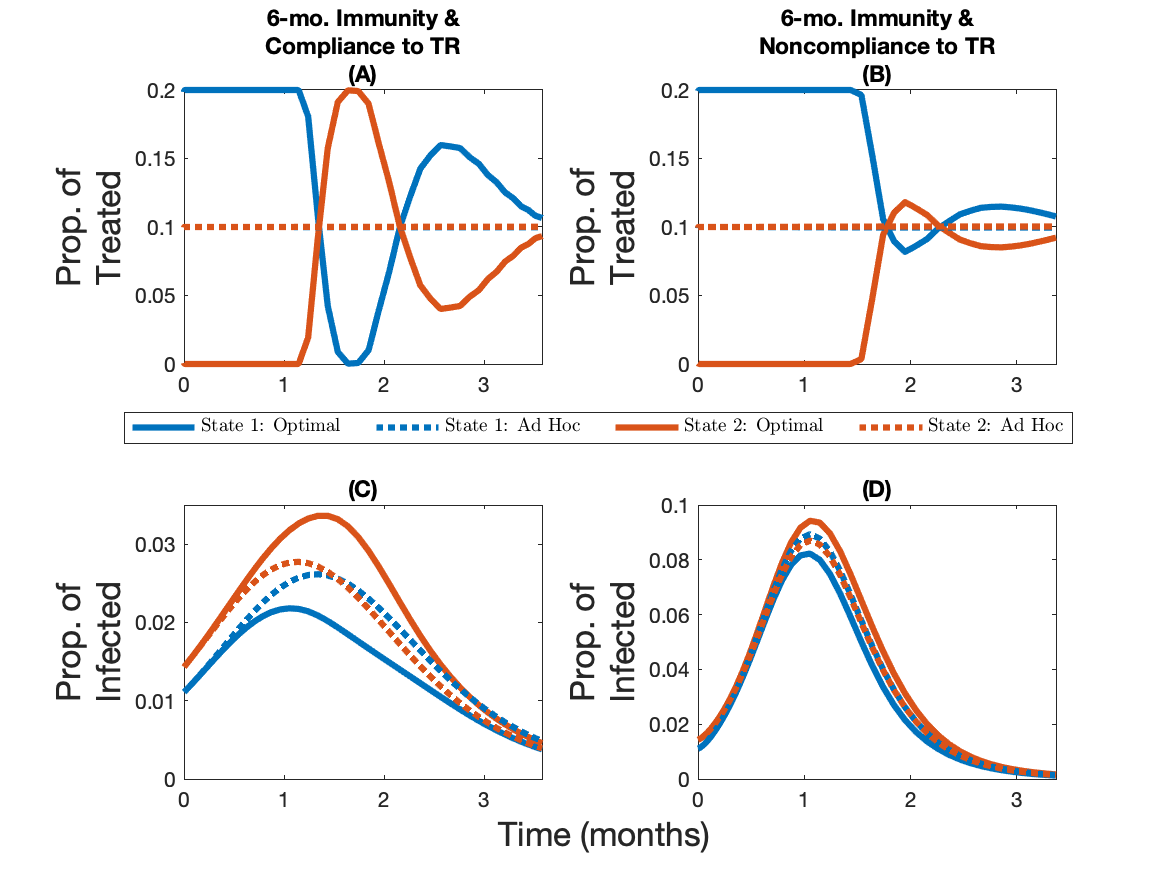 6-mo. Immunity &
Compliance to TR
(A)
6-mo. Immunity &
Noncompliance to TR
(B)
Prop. of
Treated
0.2
0.15
0.1
0.05
0
0
1
2
3
Prop. of
Treated
0.2
0.15
0.1
0.05
0
0
1
2
3
State 1: Optimal
State 1: Ad Hoc
State 2: Optimal
State 2: Ad Hoc
(C)
Prop. of
Infected
0.03
0.02
0.01
0
0
1
2
3
(D)
Prop. of
Infected
0.1
0.08
0.06
0.04
0.02
0
0
1
2
3
Time (months)